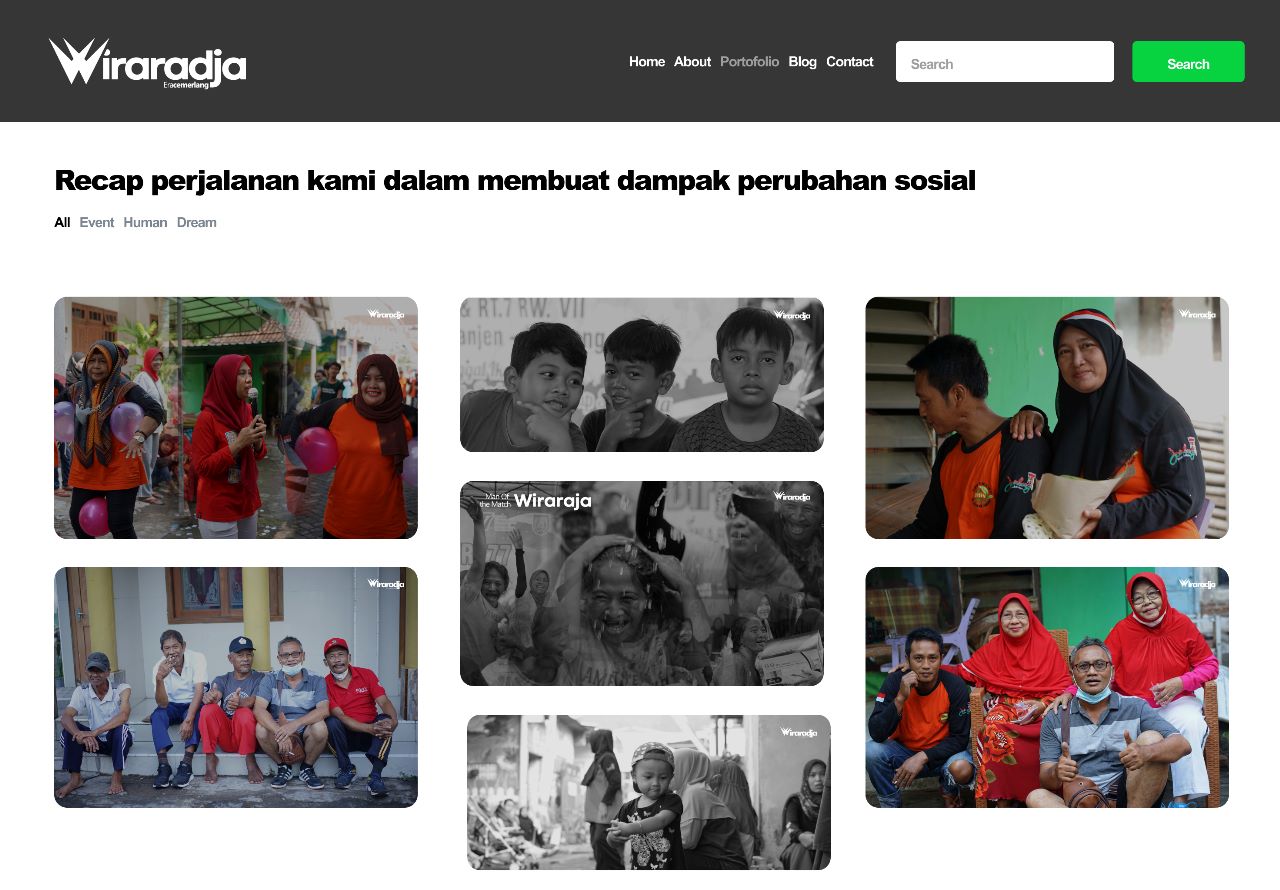 Wiraradja
Eracemerlang
Home About Portofolio Blog Contact
Search
Search
Recap perjalanan kami dalam membuat dampak perubahan sosial
All Event Human Dream
Wiraradja
& RT.7 RW. VII
Wiraradja
Wiraradja
Man Of
the Match
Wiraraja
Wiraradja
Wiraradja
Wiraradja
Wiraradja